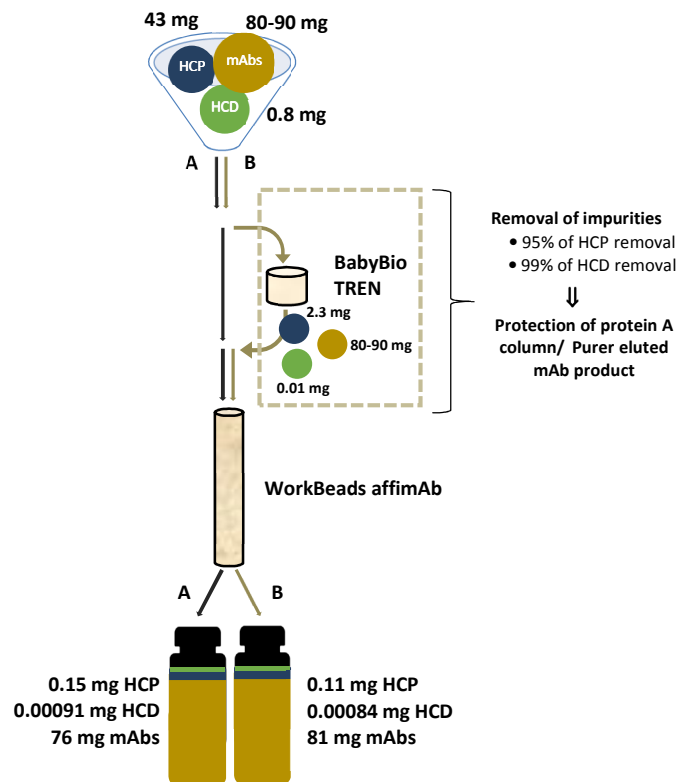 43 mg
80-90 mg
HCP
mAbs
HCD
0.8 mg
A
B
BabyBio
TREN
2.3 mg
80-90 mg
0.01 mg
Removal of impurities
• 95% of HCP removal
• 99% of HCD removal
⇓
Protection of protein A
column/ Purer eluted
mAb product
WorkBeads affimAb
A
B
0.15 mg HCP
0.00091 mg HCD
76 mg mAbs
0.11 mg HCP
0.00084 mg HCD
81 mg mAbs